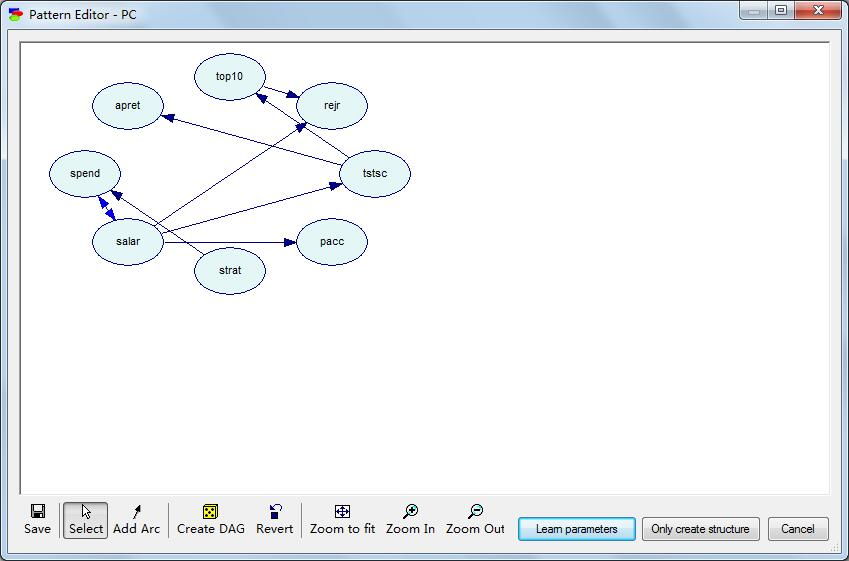 Pattern Editor - PC
top10
apret
rejr
spend
tstsc
salar
pacc
strat
Save
Select
Add Arc
Create DAG
Revert
Zoom to fit
Zoom In
Zoom Out
Learn parameters
Only create structure
Cancel